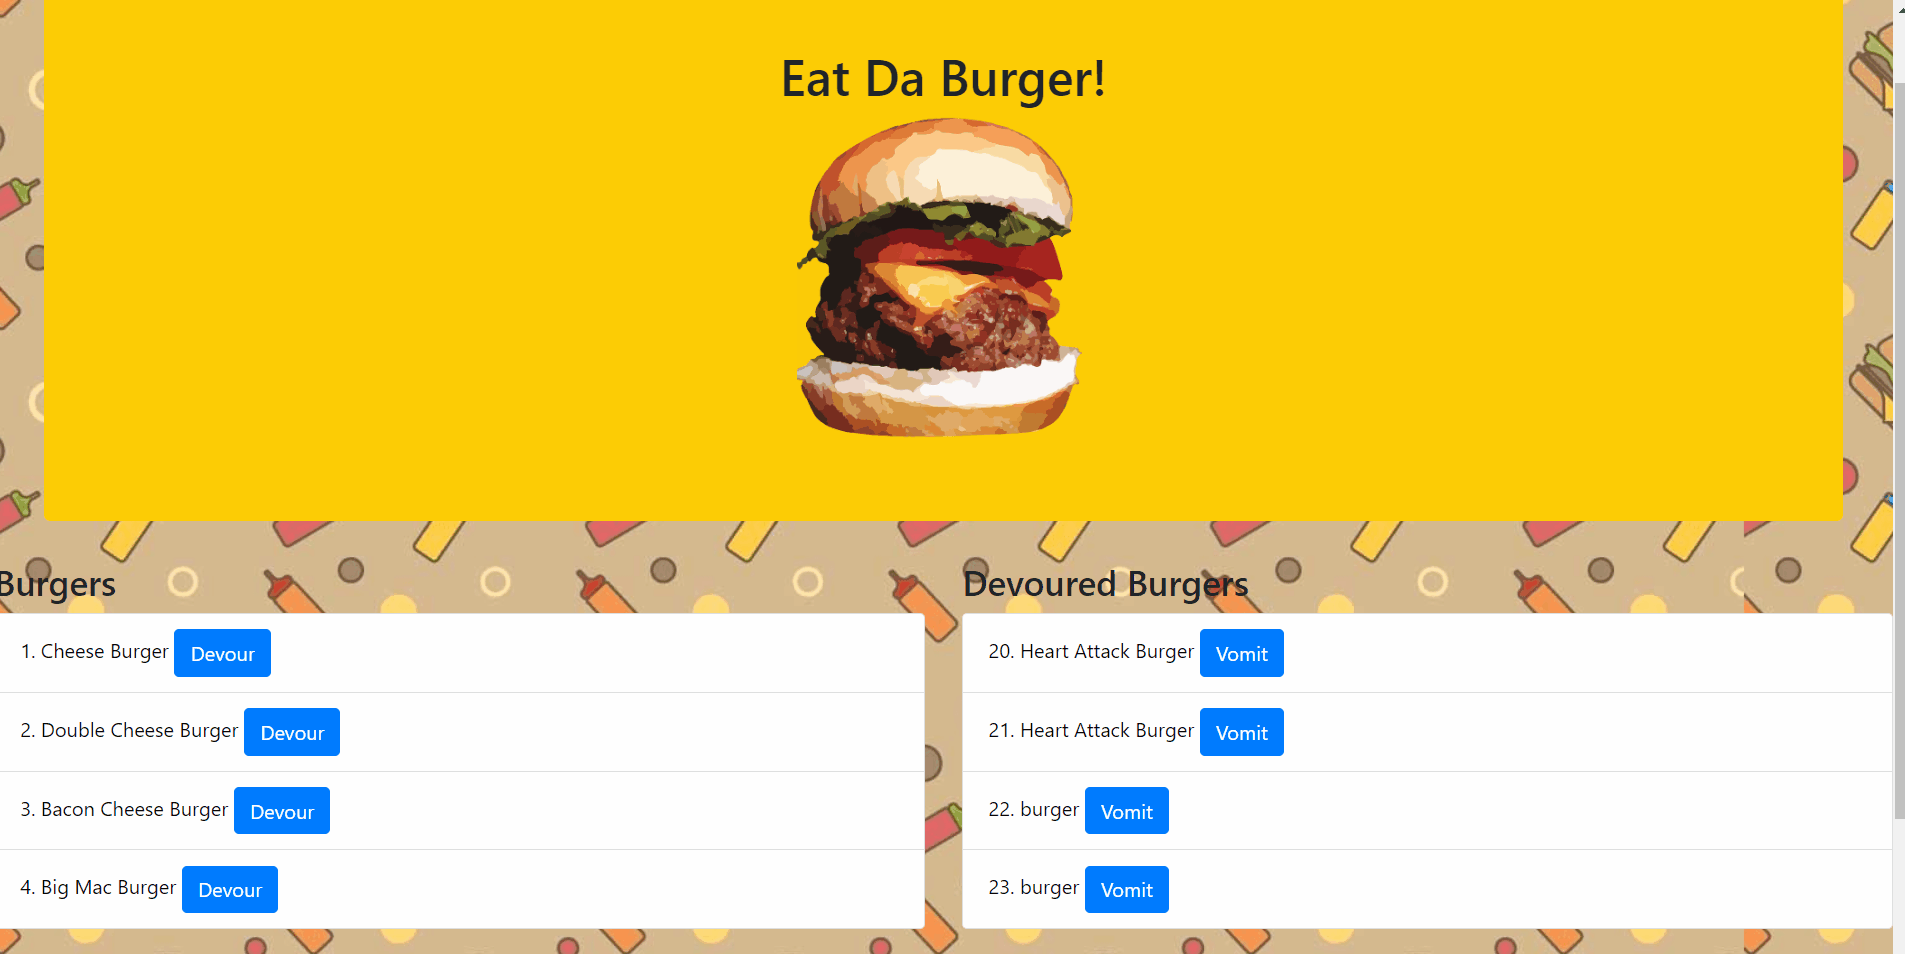 Eat Da Burger!
Burgers
1. Cheese Burger Devour
2. Double Cheese Burger Devour
3. Bacon Cheese Burger Devour
4. Big Mac Burger Devour
Devoured Burgers
20. Heart Attack Burger Vomit
21. Heart Attack Burger Vomit
22. burger Vomit
23. burger Vomit